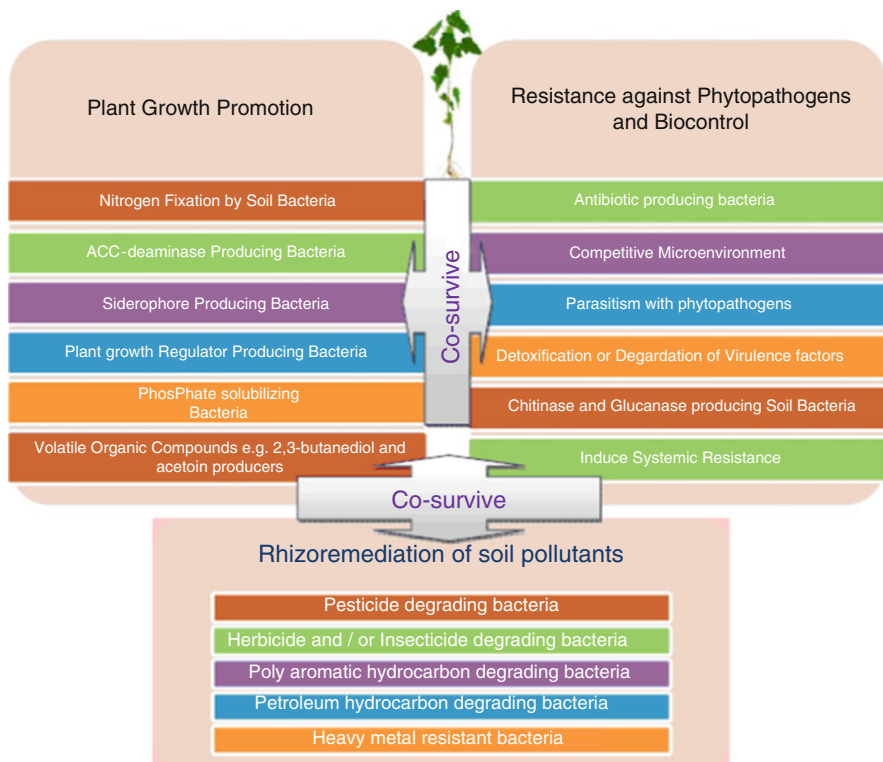 Plant Growth Promotion
Nitrogen Fixation by Soil Bacteria
ACC-deaminase Producing Bacteria
Siderophore Producing Bacteria
Plant growth Regulator Producing Bacteria
PhosPhate solubilizing
Bacteria
Volatile Organic Compounds e.g. 2,3-butanediol and
acetoin producers
Co-survive
Resistance against Phytopathogens
and Biocontrol
Antibiotic producing bacteria
Competitive Microenvironment
Parasitism with phytopathogens
Detoxification or Degardation of Virulence factors
Chitinase and Glucanase producing Soil Bacteria
Induce Systemic Resistance
Co-survive
Rhizoremediation of soil pollutants
Pesticide degrading bacteria
Herbicide and / or Insecticide degrading bacteria
Poly aromatic hydrocarbon degrading bacteria
Petroleum hydrocarbon degrading bacteria
Heavy metal resistant bacteria